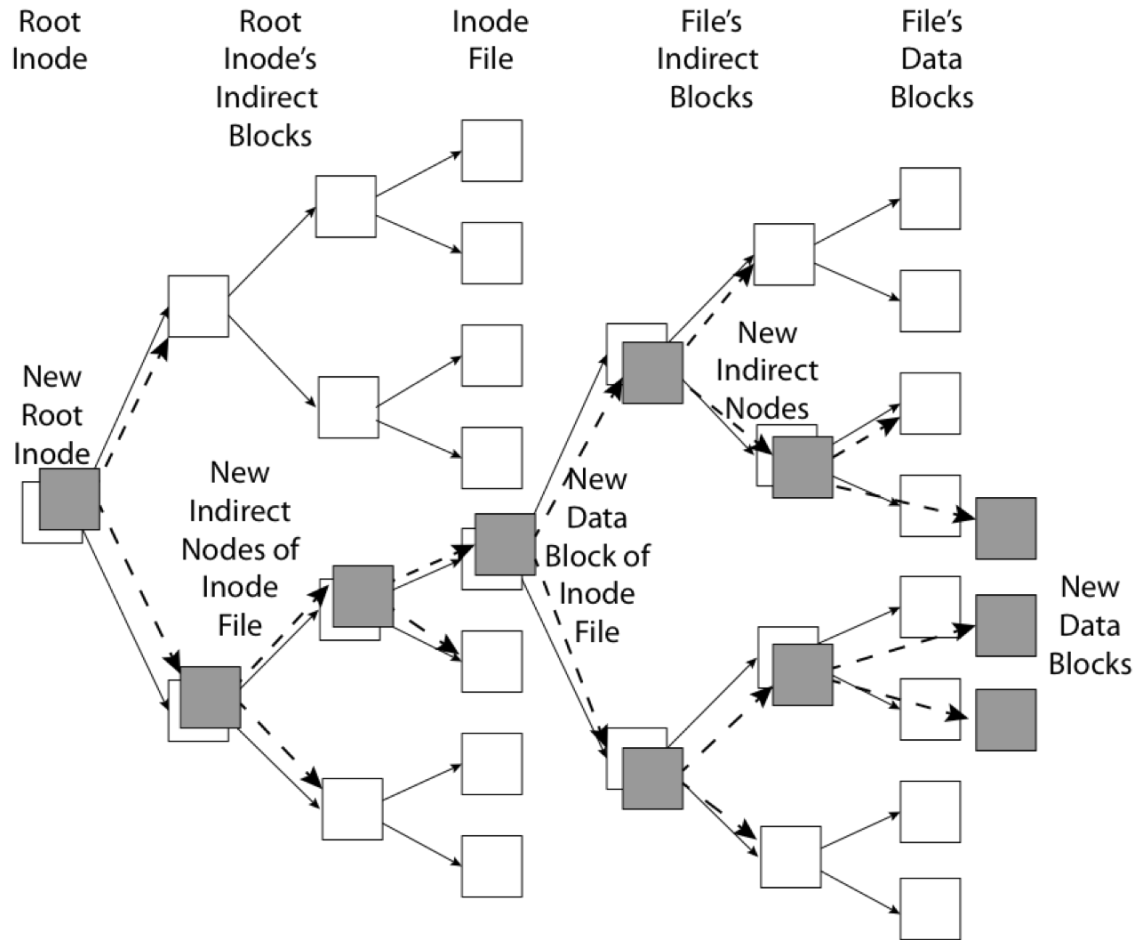 Root
Inode
Root
Inode’s
Indirect
Blocks
Inode
File
File’s
Indirect
Blocks
File’s
Data
Blocks
New
Root
Inode
New
Indirect
Nodes of
Inode
File
New
Data
Block of
Inode
File
New
Indirect
Nodes
New
Data
Blocks